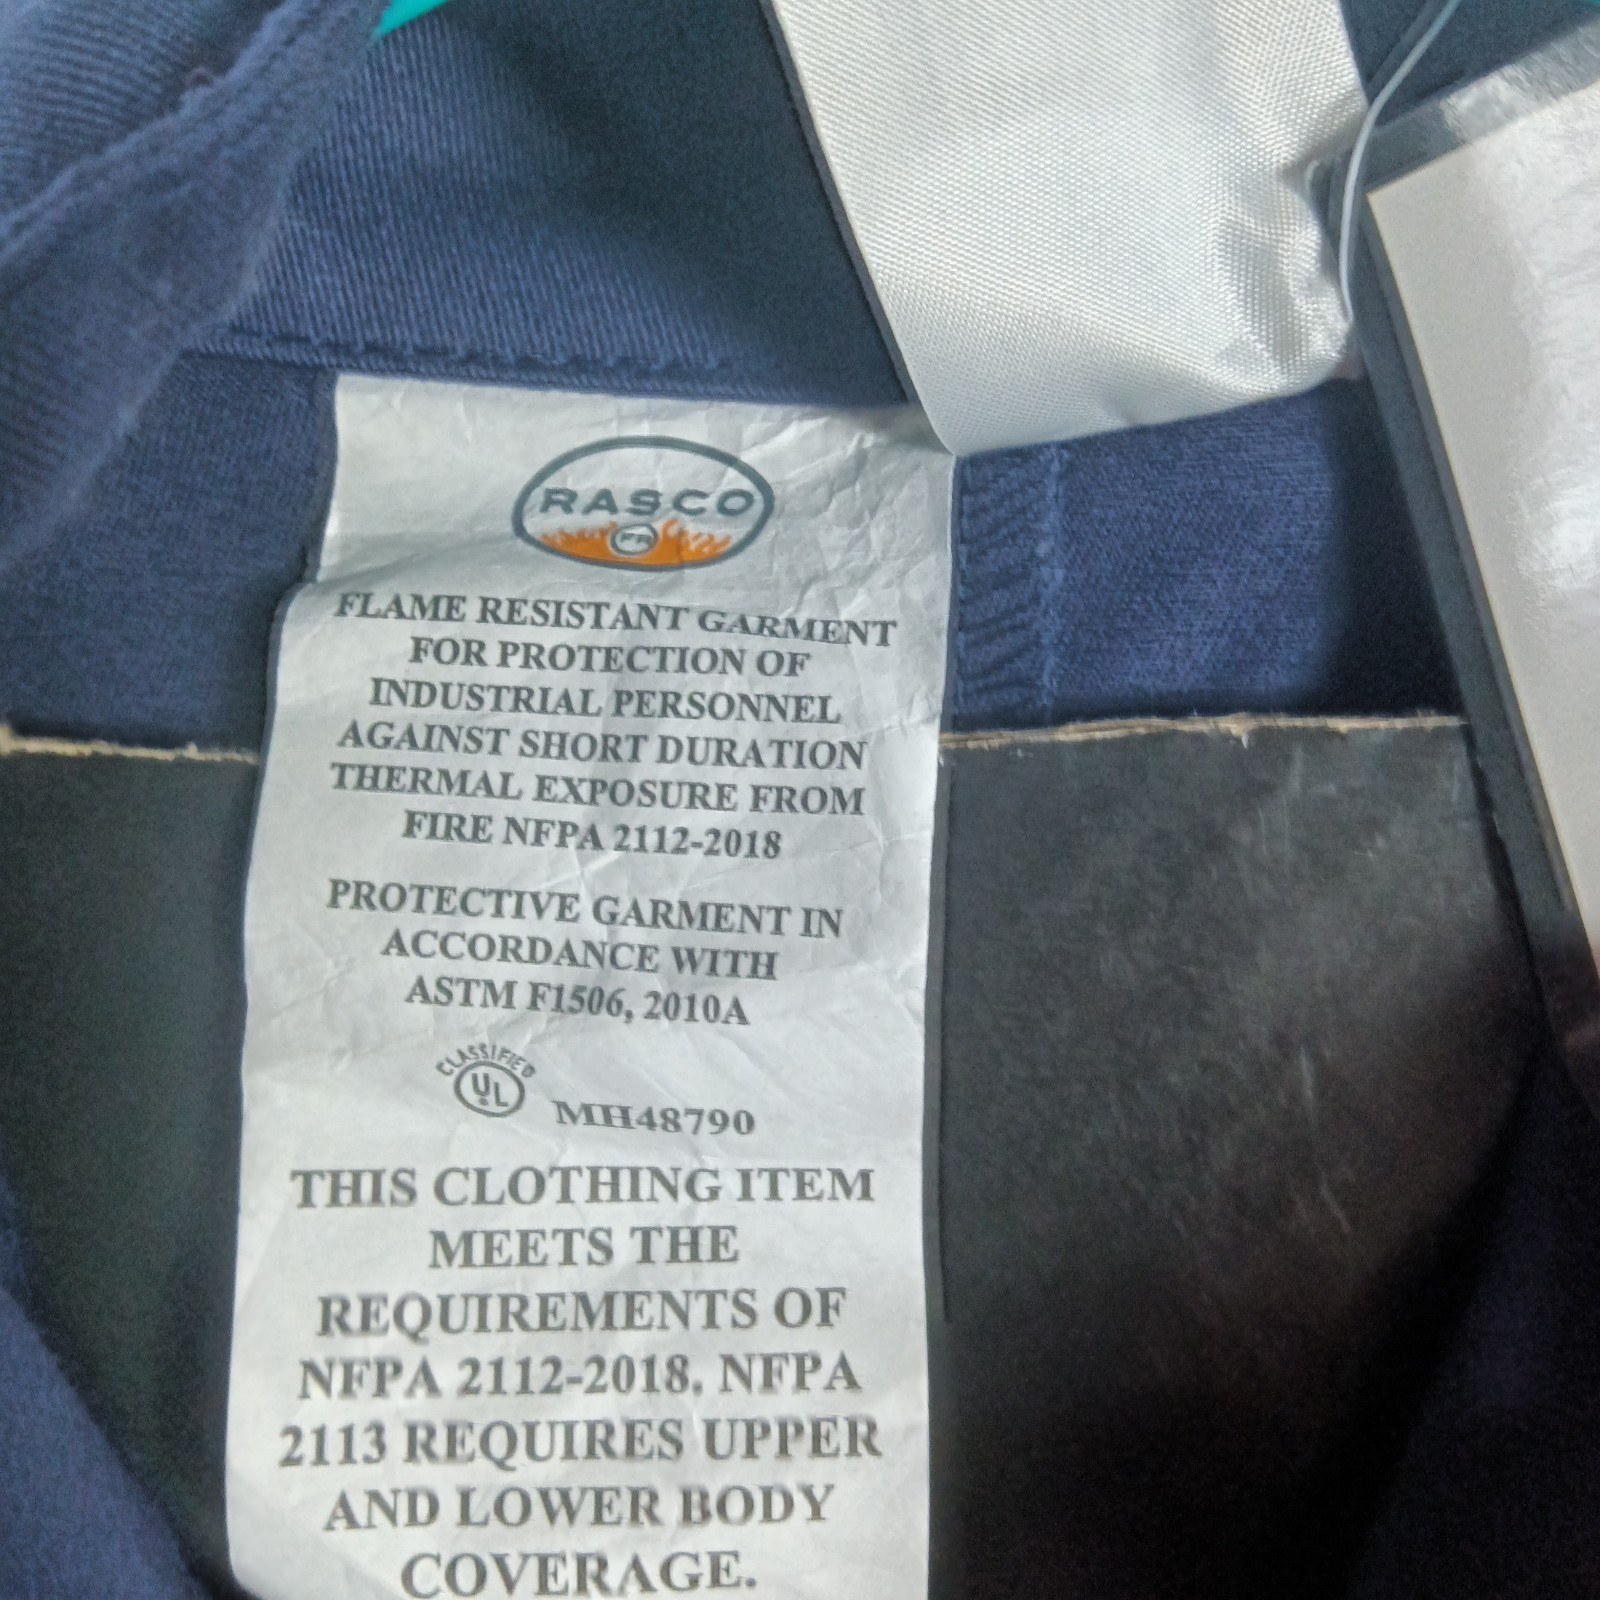 RASCO
FR
FLAME RESISTANT GARMENT
FOR PROTECTION OF
INDUSTRIAL PERSONNEL
AGAINST SHORT DURATION
THERMAL EXPOSURE FROM
FIRE NFPA 2112-2018
PROTECTIVE GARMENT IN
ACCORDANCE WITH
ASTM F1506, 2010A
CLASSIFIED
UL
MH48790
THIS CLOTHING ITEM
MEETS THE
REQUIREMENTS OF
NFPA 2112-2018. NFPA
2113 REQUIRES UPPER
AND LOWER BODY
COVERAGE.